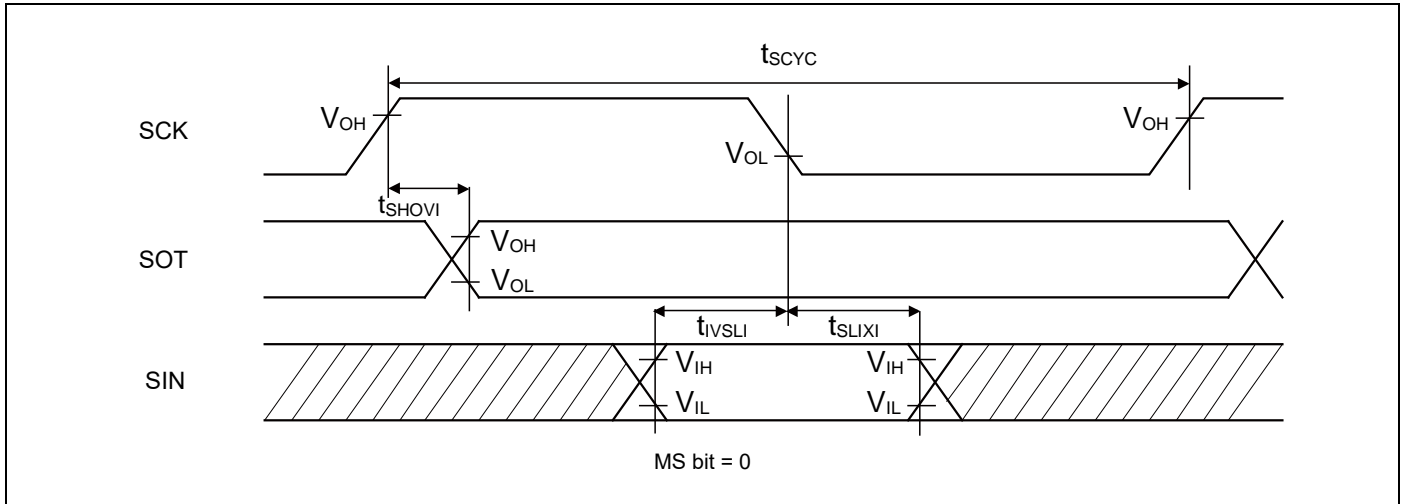 tSCYC
SCK
VOH
VOL
VOH
tSHOVI
SOT
VOH
VOL
tIVSLI
tSLIXI
SIN
VIH
VIL
VIH
VIL
MS bit = 0